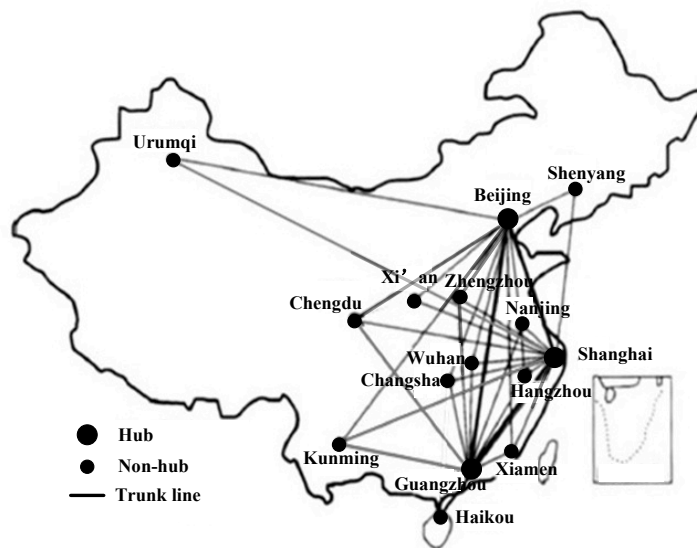 Urumqi
Shenyang
Beijing
Xi’ an
Zhengzhou
Chengdu
Nanjing
Wuhan
Shanghai
Changsha
Hangzhou
Hub
Non-hub
Kunming
Xiamen
Guangzhou
Trunk line
Haikou